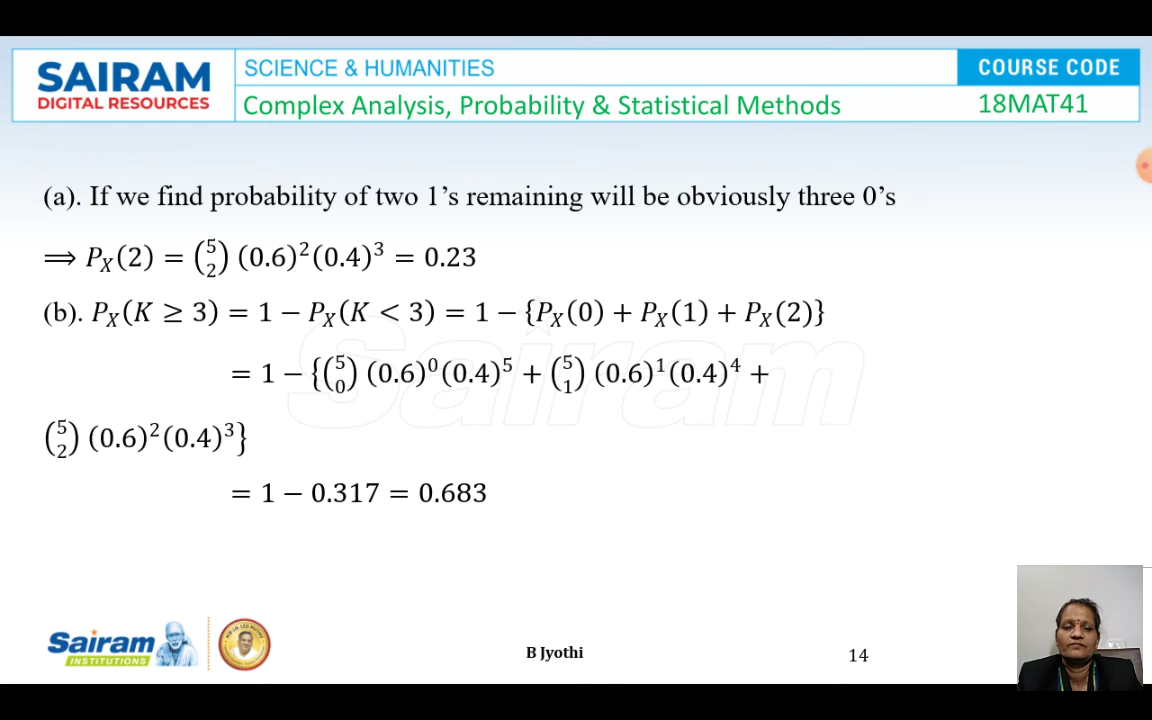 SAIRAM
DIGITAL RESOURCES
SCIENCE & HUMANITIES
COURSE CODE
Complex Analysis, Probability & Statistical Methods
18MAT41
(a). If we find probability of two 1’s remaining will be obviously three 0’s
⟹ P_X(2) = (5 2) (0.6)²(0.4)³ = 0.23
(b). P_X(K ≥ 3) = 1 − P_X(K < 3) = 1 − {P_X(0) + P_X(1) + P_X(2)}
= 1 − {(5 0) (0.6)⁰(0.4)⁵ + (5 1) (0.6)¹(0.4)⁴ +
(5 2) (0.6)²(0.4)³}
= 1 − 0.317 = 0.683
Sairam
Sairam
INSTITUTIONS
B Jyothi
14